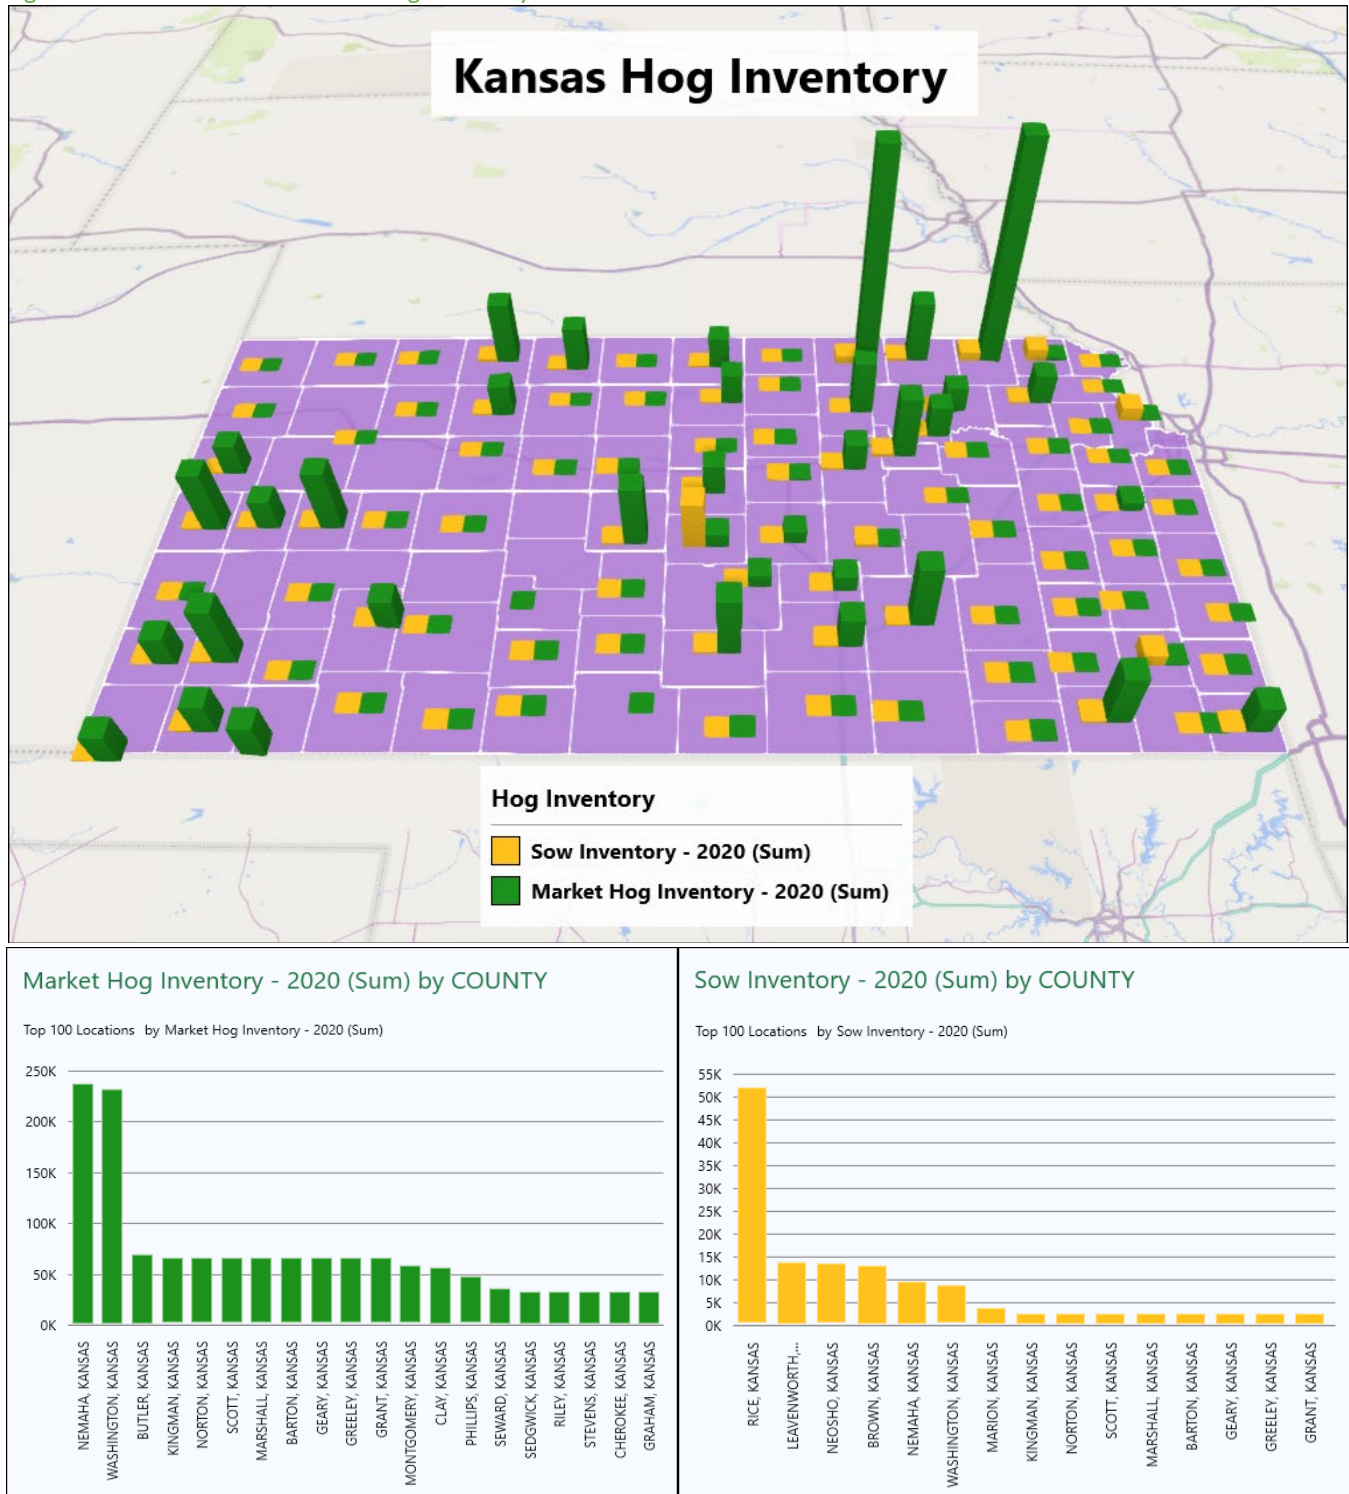 Kansas Hog Inventory
Hog Inventory
Sow Inventory - 2020 (Sum)
Market Hog Inventory - 2020 (Sum)
Market Hog Inventory - 2020 (Sum) by COUNTY
Top 100 Locations by Market Hog Inventory - 2020 (Sum)
250K
200K
150K
100K
50K
0K
NEMAHA, KANSAS
WASHINGTON, KANSAS
BUTLER, KANSAS
KINGMAN, KANSAS
NORTON, KANSAS
SCOTT, KANSAS
MARSHALL, KANSAS
BARTON, KANSAS
GEARY, KANSAS
GREELEY, KANSAS
GRANT, KANSAS
MONTGOMERY, KANSAS
CLAY, KANSAS
PHILLIPS, KANSAS
SEWARD, KANSAS
SEDGWICK, KANSAS
RILEY, KANSAS
STEVENS, KANSAS
CHEROKEE, KANSAS
GRAHAM, KANSAS
Sow Inventory - 2020 (Sum) by COUNTY
Top 100 Locations by Sow Inventory - 2020 (Sum)
55K
50K
45K
40K
35K
30K
25K
20K
15K
10K
5K
0K
RICE, KANSAS
LEAVENWORTH,...
NEOSHO, KANSAS
BROWN, KANSAS
NEMAHA, KANSAS
WASHINGTON, KANSAS
MARION, KANSAS
KINGMAN, KANSAS
NORTON, KANSAS
SCOTT, KANSAS
MARSHALL, KANSAS
BARTON, KANSAS
GEARY, KANSAS
GREELEY, KANSAS
GRANT, KANSAS